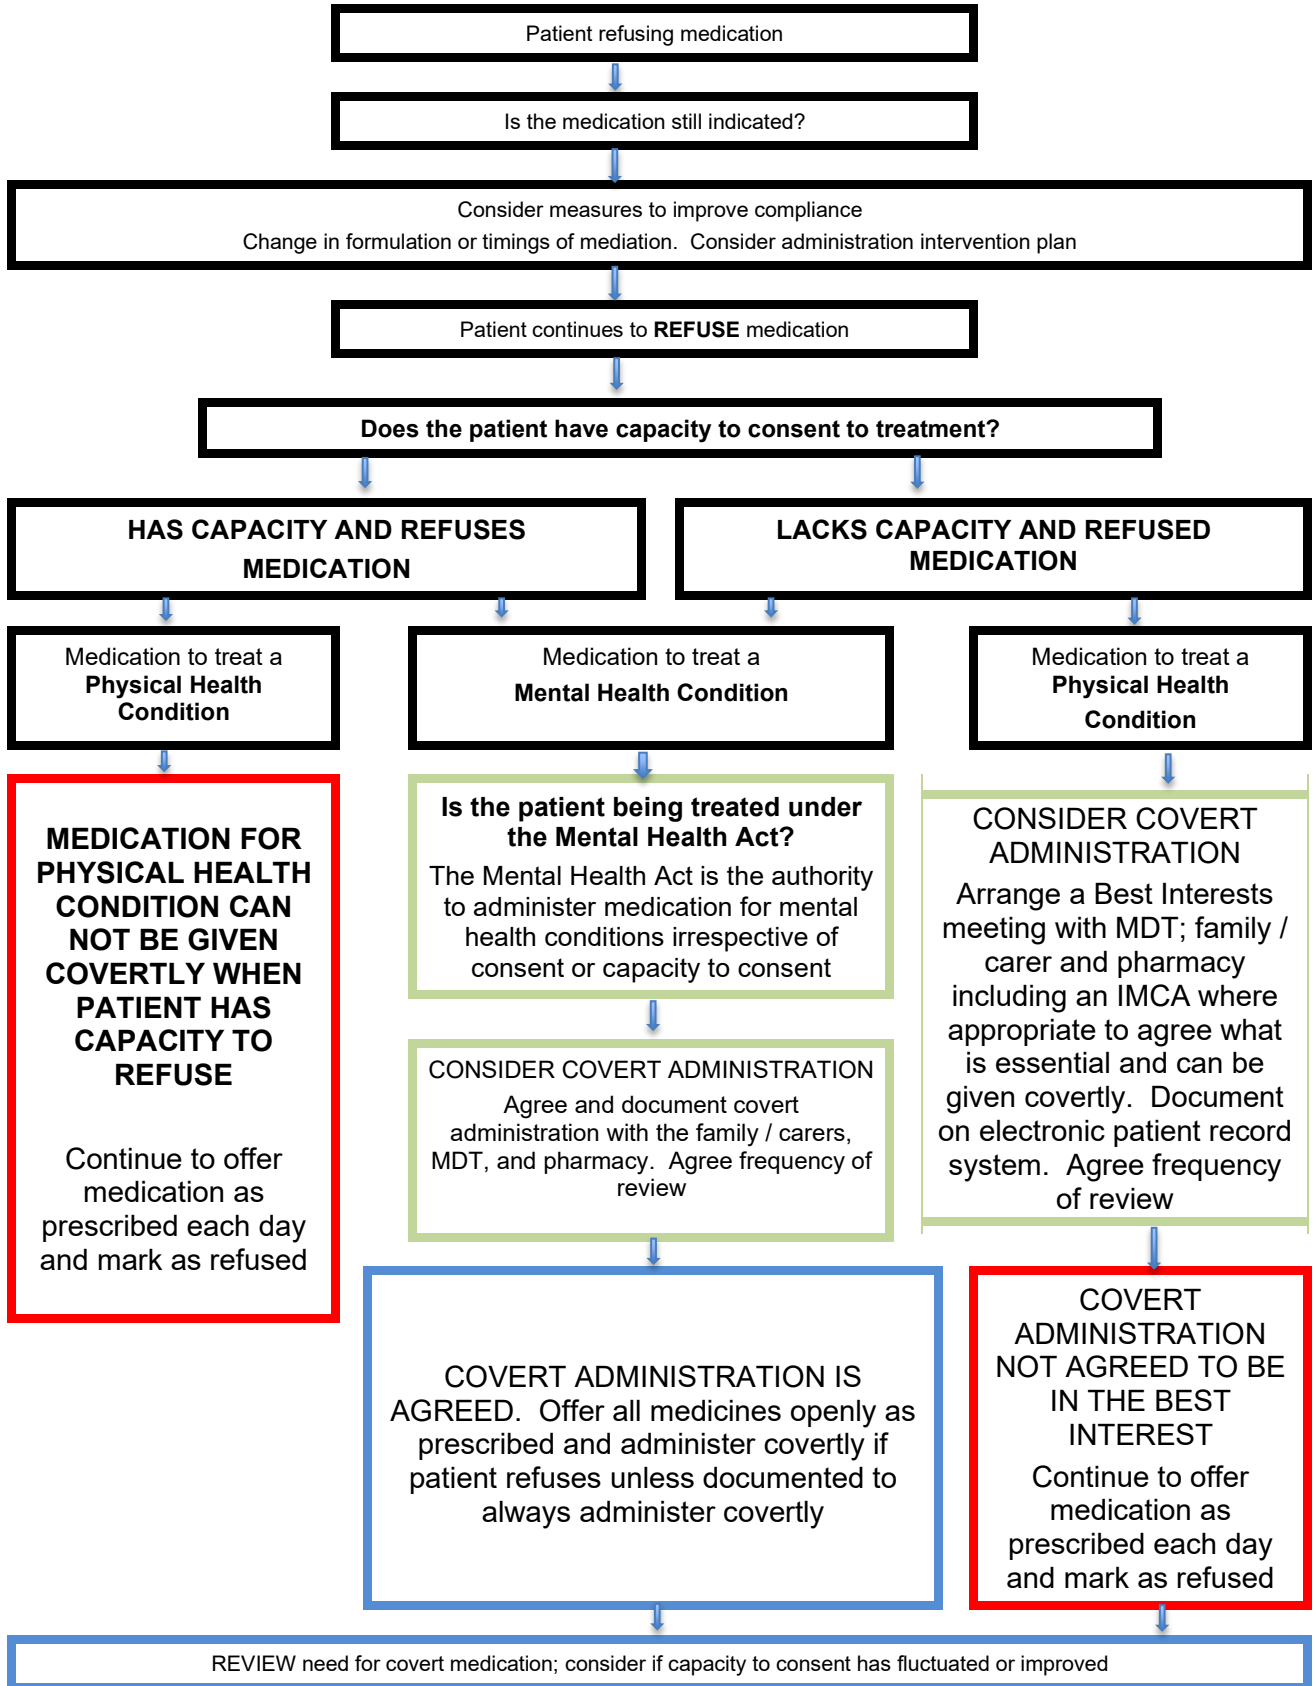 Patient refusing medication
Is the medication still indicated?
Consider measures to improve compliance
Change in formulation or timings of mediation.  Consider administration intervention plan
Patient continues to REFUSE medication
Does the patient have capacity to consent to treatment?
HAS CAPACITY AND REFUSES
MEDICATION
LACKS CAPACITY AND REFUSED
MEDICATION
Medication to treat a
Physical Health
Condition
Medication to treat a
Mental Health Condition
Medication to treat a
Physical Health
Condition
MEDICATION FOR
PHYSICAL HEALTH
CONDITION CAN
NOT BE GIVEN
COVERTLY WHEN
PATIENT HAS
CAPACITY TO
REFUSE
Continue to offer
medication as
prescribed each day
and mark as refused
Is the patient being treated under
the Mental Health Act?
The Mental Health Act is the authority
to administer medication for mental
health conditions irrespective of
consent or capacity to consent
CONSIDER COVERT ADMINISTRATION
Agree and document covert
administration with the family / carers,
MDT, and pharmacy.  Agree frequency of
review
CONSIDER COVERT
ADMINISTRATION
Arrange a Best Interests
meeting with MDT; family /
carer and pharmacy
including an IMCA where
appropriate to agree what
is essential and can be
given covertly.  Document
on electronic patient record
system.  Agree frequency
of review
COVERT ADMINISTRATION IS
AGREED.  Offer all medicines openly as
prescribed and administer covertly if
patient refuses unless documented to
always administer covertly
COVERT
ADMINISTRATION
NOT AGREED TO BE
IN THE BEST
INTEREST
Continue to offer
medication as
prescribed each day
and mark as refused
REVIEW need for covert medication; consider if capacity to consent has fluctuated or improved